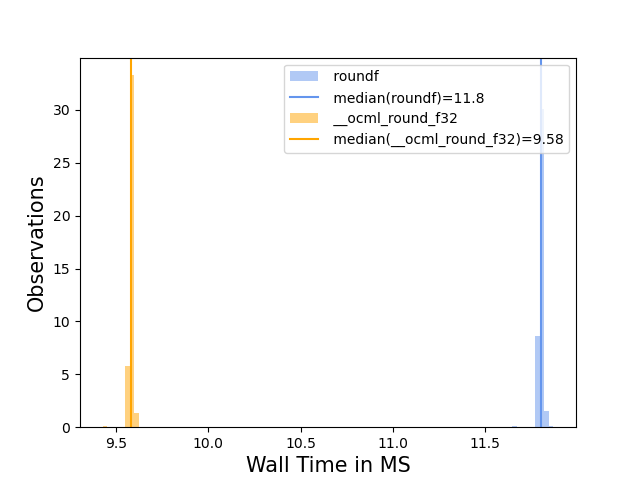 roundf
median(roundf)=11.8
__ocml_round_f32
median(__ocml_round_f32)=9.58
Observations
30
25
20
15
10
5
0
9.5 10.0 10.5 11.0 11.5
Wall Time in MS